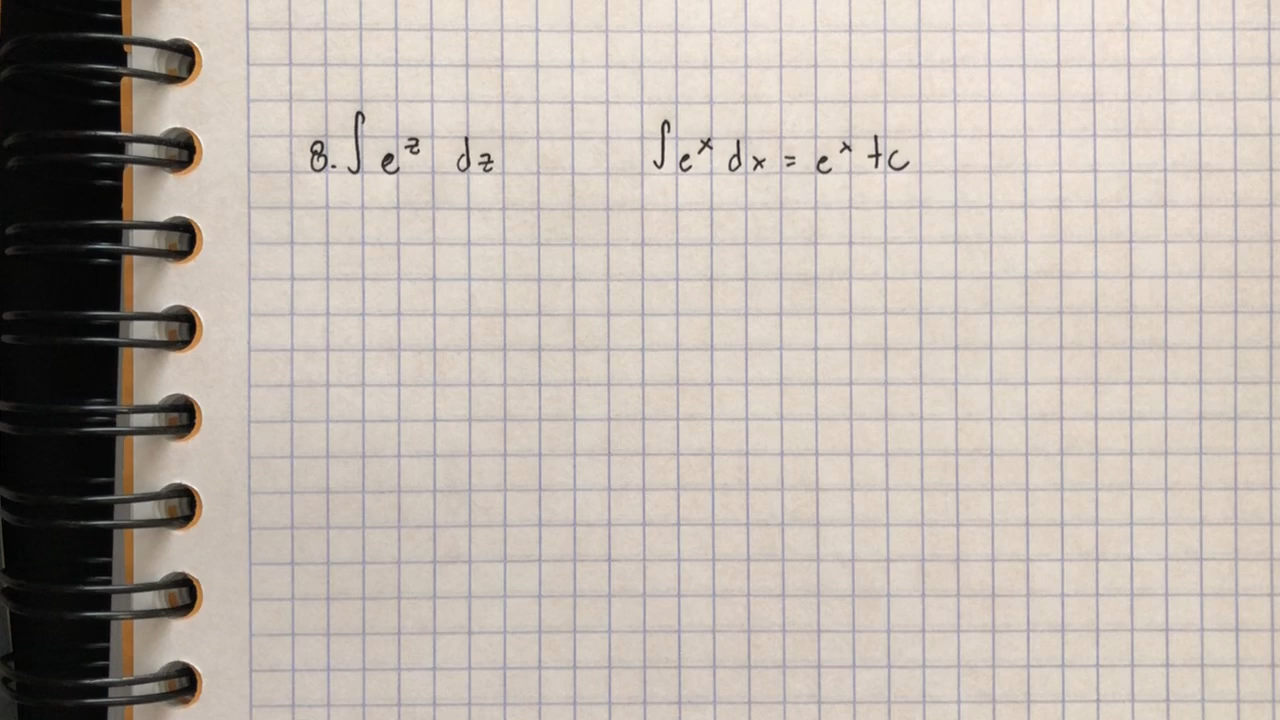 8. ∫ e^z dz ∫ e^x dx = e^x + c